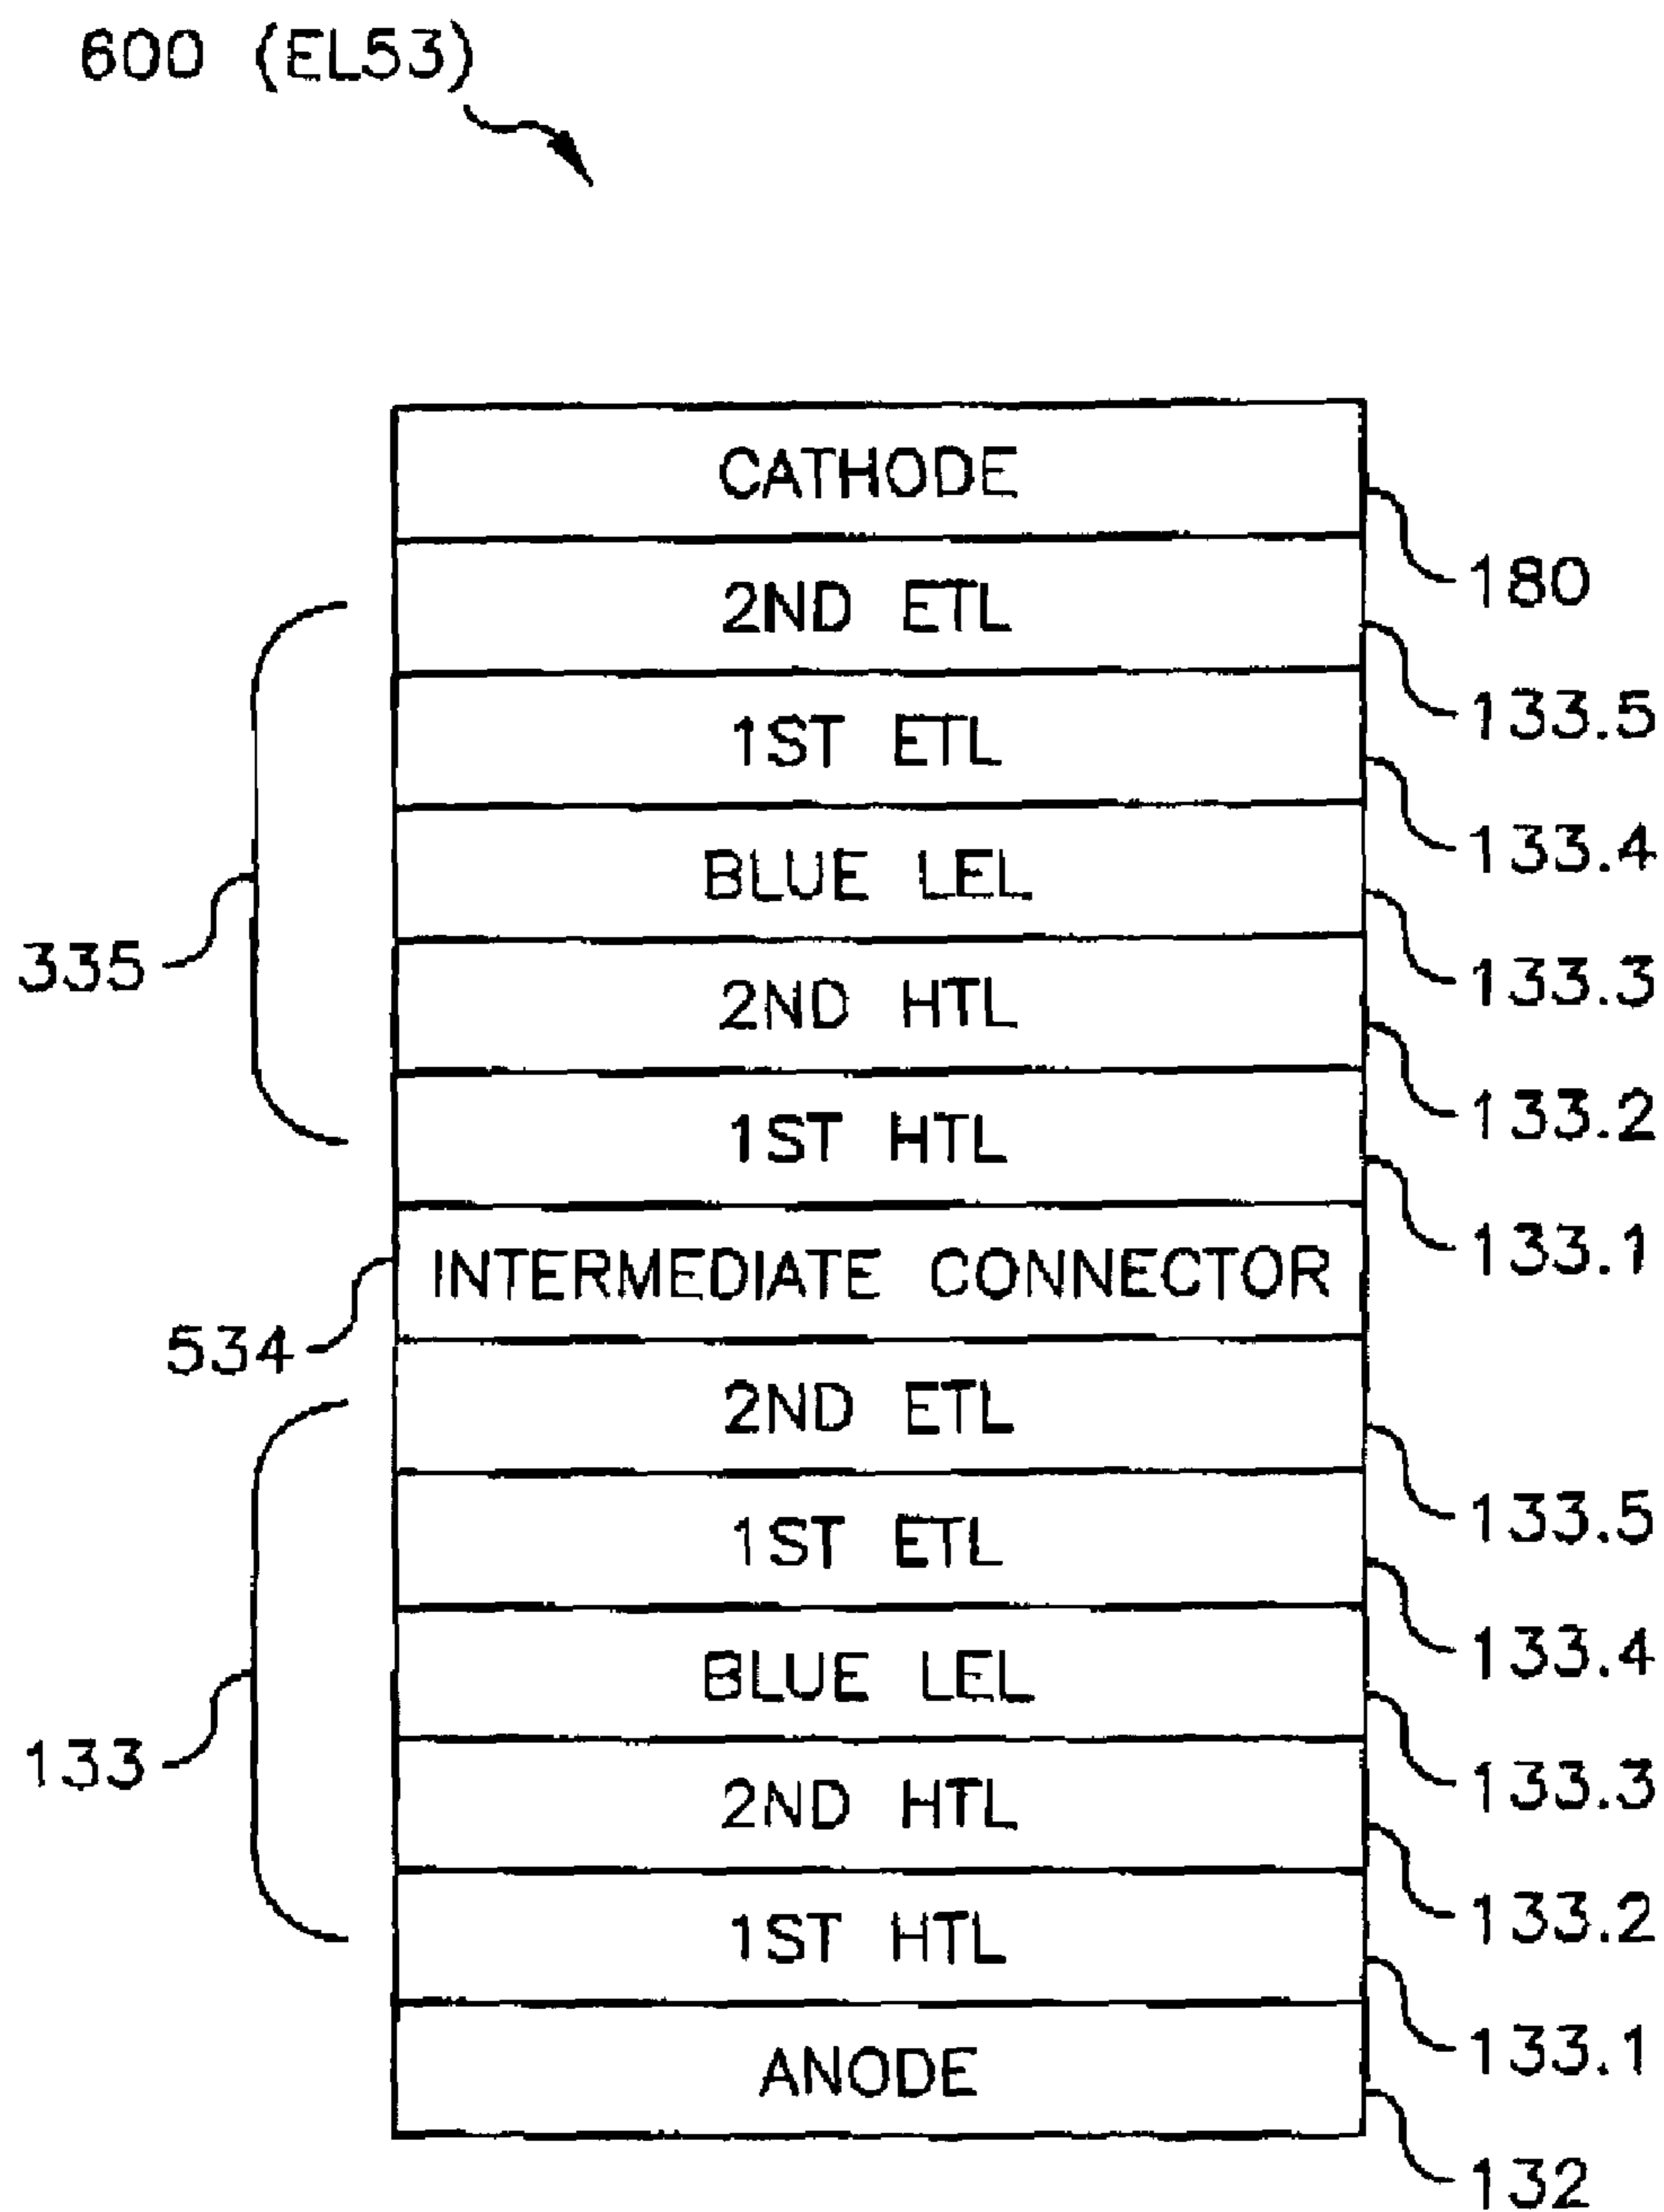 600 (EL53)
CATHODE
180
2ND ETL
133.5
1ST ETL
133.4
BLUE LEL
133.3
335
2ND HTL
133.2
1ST HTL
133.1
INTERMEDIATE CONNECTOR
534
2ND ETL
133.5
1ST ETL
133.4
BLUE LEL
133.3
133
2ND HTL
133.2
1ST HTL
133.1
ANODE
132